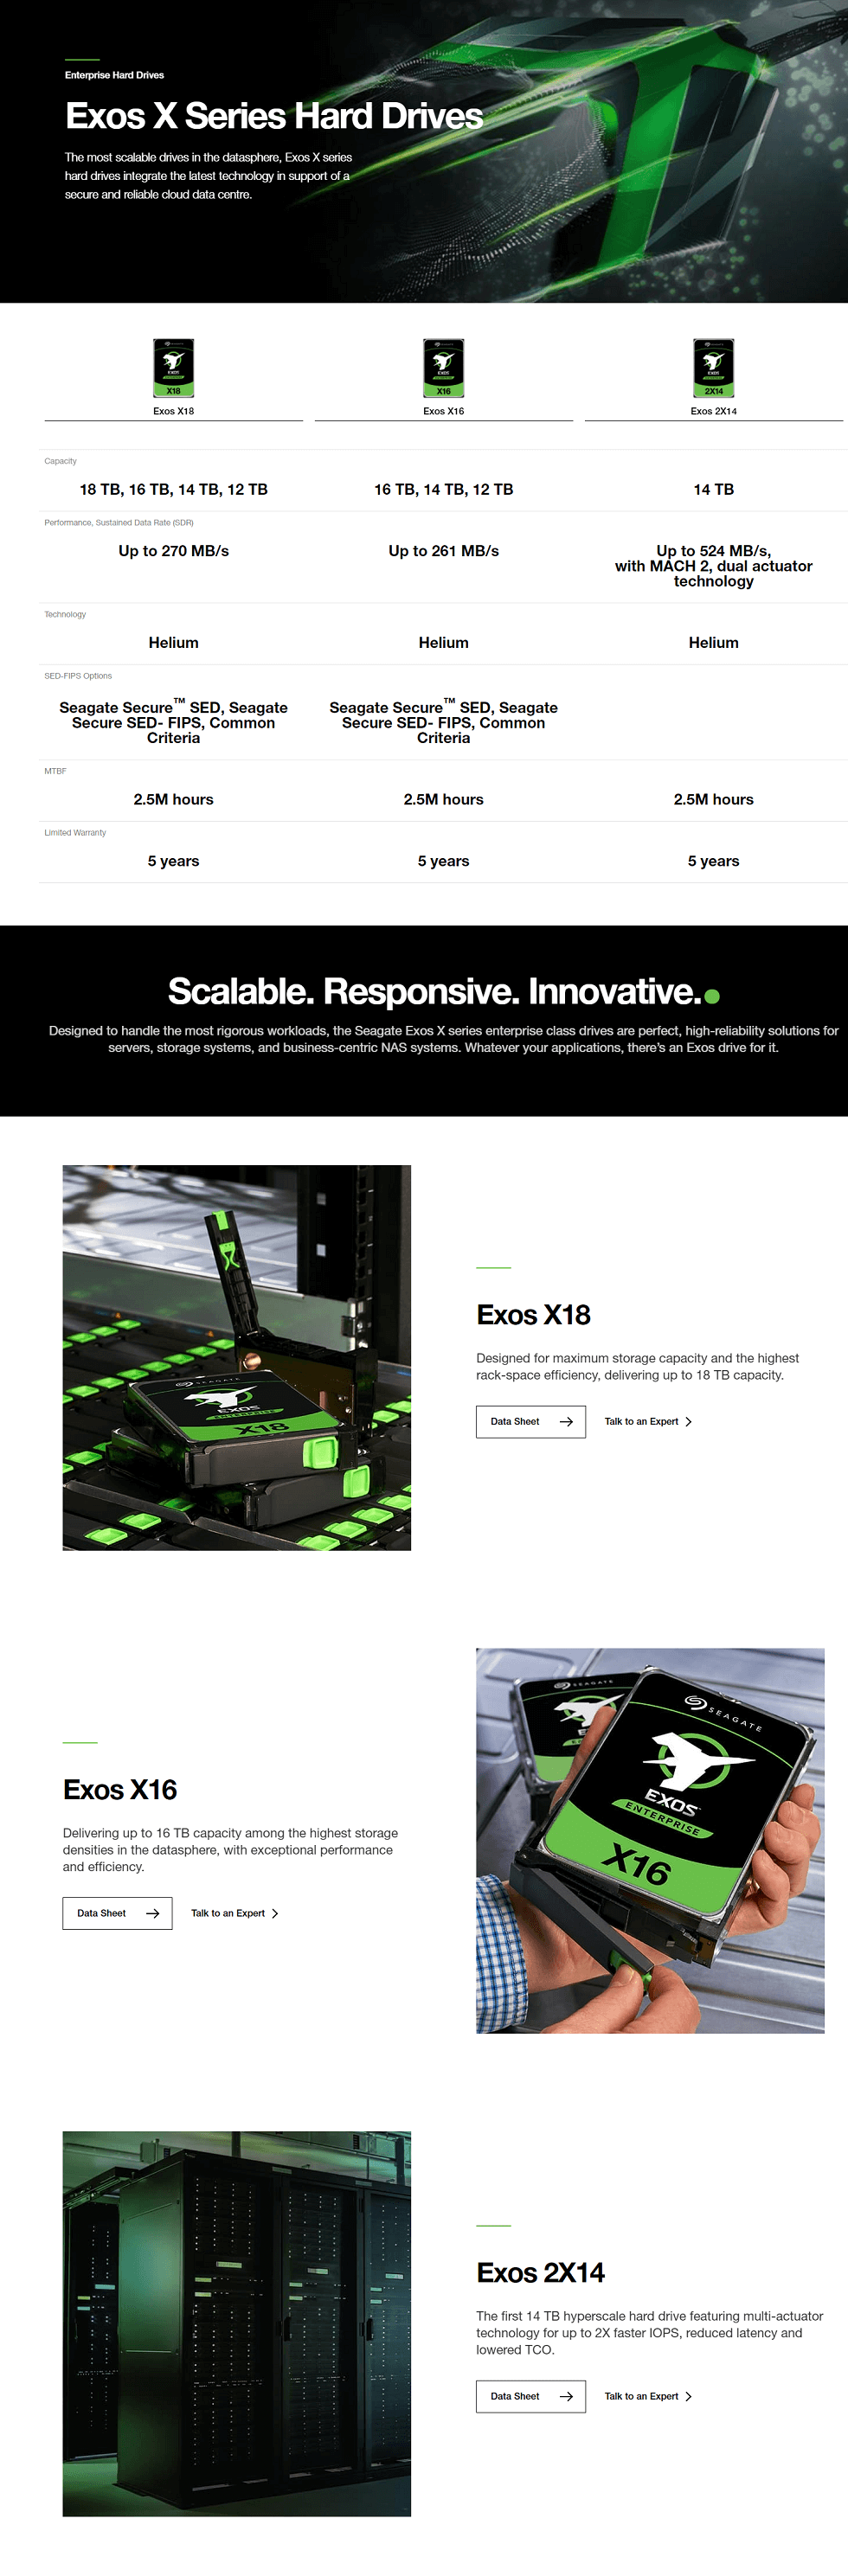 Enterprise Hard Drives
Exos X Series Hard Drives
The most scalable drives in the datasphere, Exos X series
hard drives integrate the latest technology in support of a
secure and reliable cloud data centre.
EXOS
X18
EXOS
X16
EXOS
2X14
Exos X18
Exos X16
Exos 2X14
Capacity
18 TB, 16 TB, 14 TB, 12 TB
16 TB, 14 TB, 12 TB
14 TB
Performance, Sustained Data Rate (SDR)
Up to 270 MB/s
Up to 261 MB/s
Up to 524 MB/s,
with MACH 2, dual actuator
technology
Technology
Helium
Helium
Helium
SED-FIPS Options
Seagate Secure™ SED, Seagate
Secure SED- FIPS, Common
Criteria
Seagate Secure™ SED, Seagate
Secure SED- FIPS, Common
Criteria
MTBF
2.5M hours
2.5M hours
2.5M hours
Limited Warranty
5 years
5 years
5 years
Scalable. Responsive. Innovative.
Designed to handle the most rigorous workloads, the Seagate Exos X series enterprise class drives are perfect, high-reliability solutions for
servers, storage systems, and business-centric NAS systems. Whatever your applications, there's an Exos drive for it.
SEAGATE
EXOS
ENTERPRISE
X18
Exos X18
Designed for maximum storage capacity and the highest
rack-space efficiency, delivering up to 18 TB capacity.
Data Sheet
Talk to an Expert
Exos X16
Delivering up to 16 TB capacity among the highest storage
densities in the datasphere, with exceptional performance
and efficiency.
Data Sheet
Talk to an Expert
SEAGATE
SEAGATE
EXOS
ENTERPRISE
X16
Exos 2X14
The first 14 TB hyperscale hard drive featuring multi-actuator
technology for up to 2X faster IOPS, reduced latency and
lowered TCO.
Data Sheet
Talk to an Expert